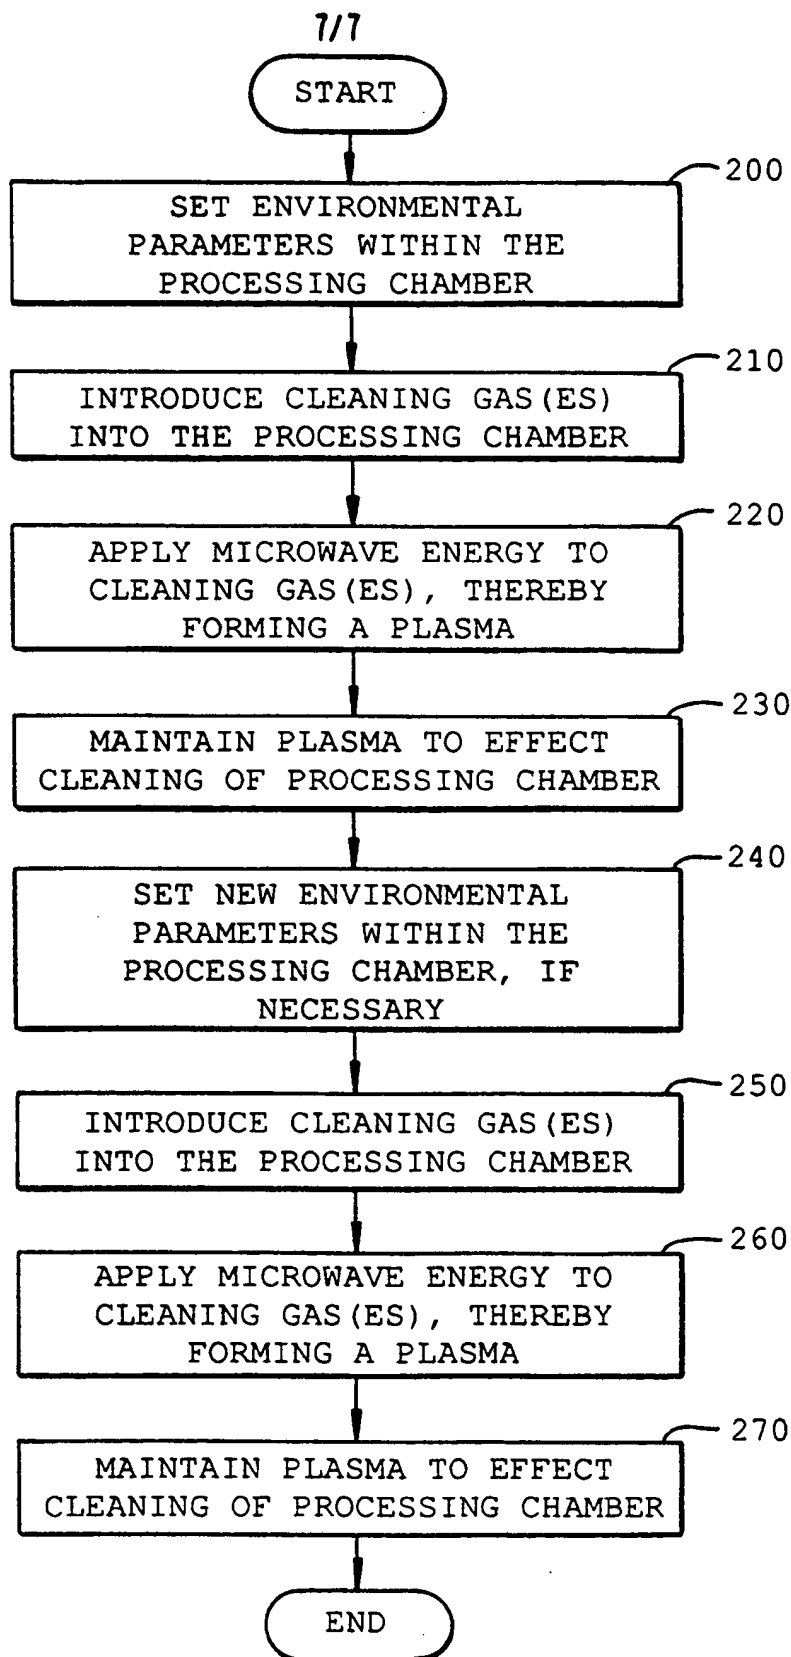 7/7
START
200
SET ENVIRONMENTAL
PARAMETERS WITHIN THE
PROCESSING CHAMBER
210
INTRODUCE CLEANING GAS(ES)
INTO THE PROCESSING CHAMBER
220
APPLY MICROWAVE ENERGY TO
CLEANING GAS(ES), THEREBY
FORMING A PLASMA
230
MAINTAIN PLASMA TO EFFECT
CLEANING OF PROCESSING CHAMBER
240
SET NEW ENVIRONMENTAL
PARAMETERS WITHIN THE
PROCESSING CHAMBER, IF
NECESSARY
250
INTRODUCE CLEANING GAS(ES)
INTO THE PROCESSING CHAMBER
260
APPLY MICROWAVE ENERGY TO
CLEANING GAS(ES), THEREBY
FORMING A PLASMA
270
MAINTAIN PLASMA TO EFFECT
CLEANING OF PROCESSING CHAMBER
END